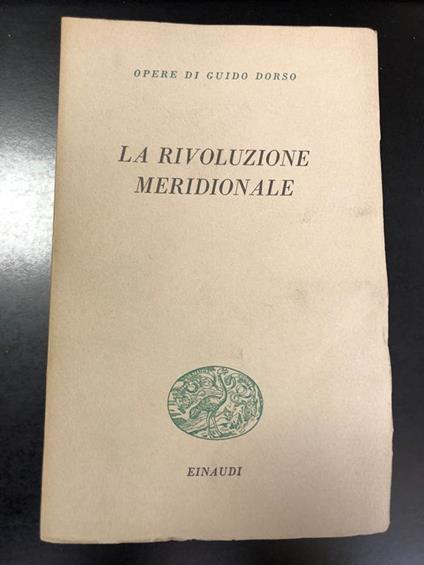 OPERE DI GUIDO DORSO
LA RIVOLUZIONE
MERIDIONALE
EINAUDI